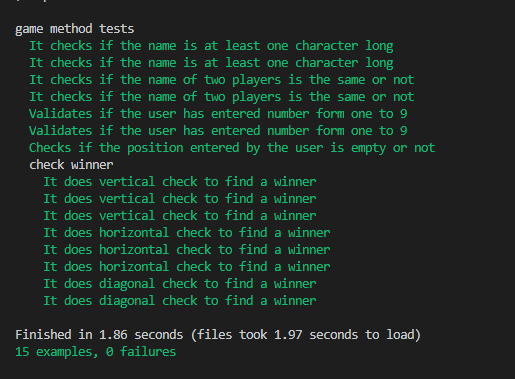 game method tests
It checks if the name is at least one character long
It checks if the name is at least one character long
It checks if the name of two players is the same or not
It checks if the name of two players is the same or not
Validates if the user has entered number form one to 9
Validates if the user has entered number form one to 9
Checks if the position entered by the user is empty or not
check winner
It does vertical check to find a winner
It does vertical check to find a winner
It does vertical check to find a winner
It does horizontal check to find a winner
It does horizontal check to find a winner
It does horizontal check to find a winner
It does diagonal check to find a winner
It does diagonal check to find a winner
Finished in 1.86 seconds (files took 1.97 seconds to load)
15 examples, 0 failures